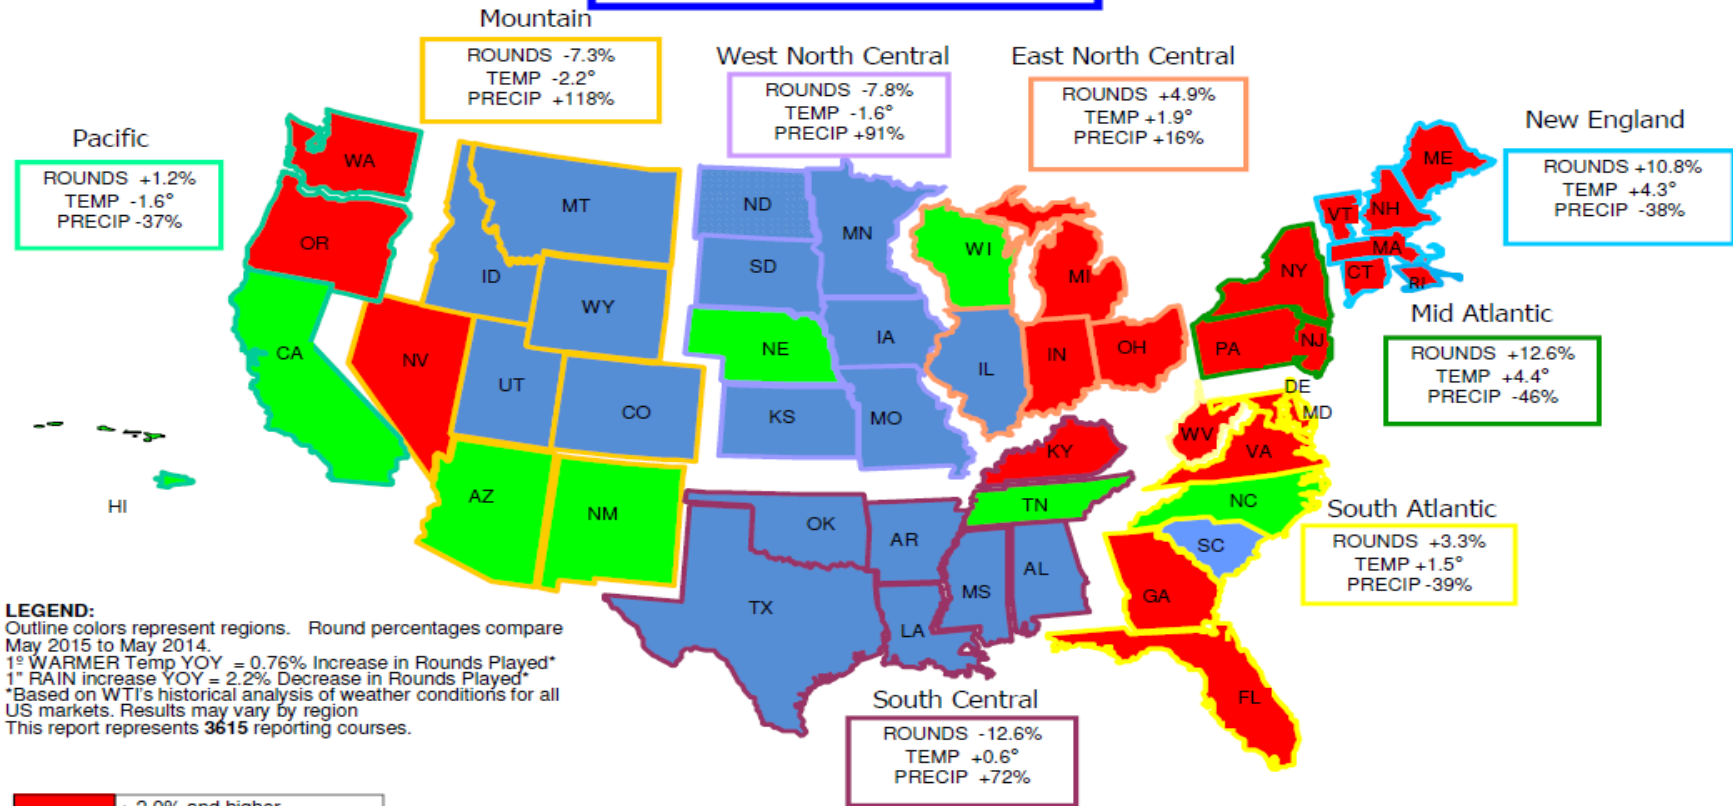 Mountain
ROUNDS -7.3%
TEMP -2.2°
PRECIP +118%
West North Central
ROUNDS -7.8%
TEMP -1.6°
PRECIP +91%
East North Central
ROUNDS +4.9%
TEMP +1.9°
PRECIP +16%
New England
ROUNDS +10.8%
TEMP +4.3°
PRECIP -38%
Pacific
ROUNDS +1.2%
TEMP -1.6°
PRECIP -37%
Mid Atlantic
ROUNDS +12.6%
TEMP +4.4°
PRECIP -46%
South Atlantic
ROUNDS +3.3%
TEMP +1.5°
PRECIP -39%
South Central
ROUNDS -12.6%
TEMP +0.6°
PRECIP +72%
WA
OR
CA
HI
MT
ID
WY
NV
UT
CO
AZ
NM
ND
SD
NE
KS
MN
IA
MO
WI
MI
IL
IN
OH
KY
TN
OK
AR
TX
LA
MS
AL
ME
VT
NH
MA
CT
RI
NY
PA
NJ
DE
MD
WV
VA
NC
SC
GA
FL
LEGEND:
Outline colors represent regions. Round percentages compare
May 2015 to May 2014.
1º WARMER Temp YOY = 0.76% Increase in Rounds Played*
1" RAIN increase YOY = 2.2% Decrease in Rounds Played*
*Based on WTI's historical analysis of weather conditions for all
US markets. Results may vary by region
This report represents 3615 reporting courses.
2.0% and higher